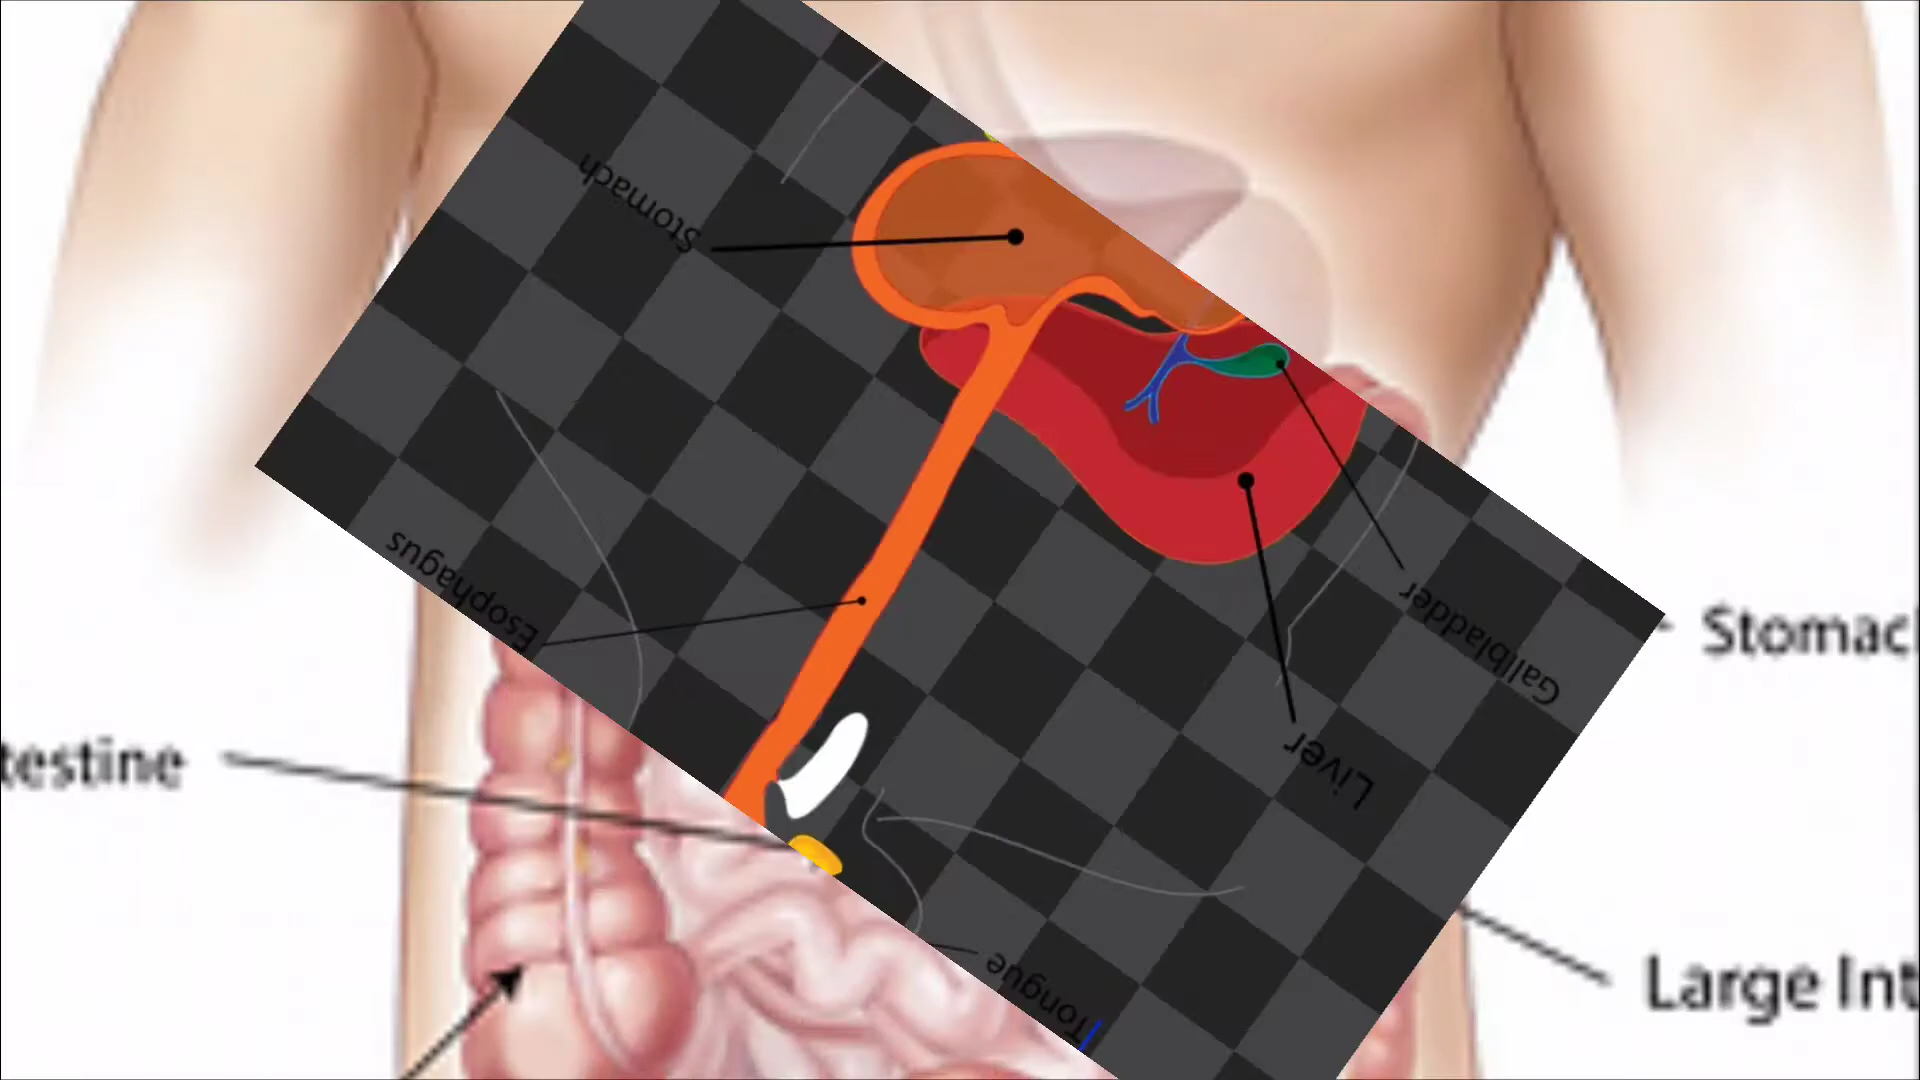 Stomach
Esophagus
Gallbladder
Liver
Tongue
Stomac
testine
Large Int